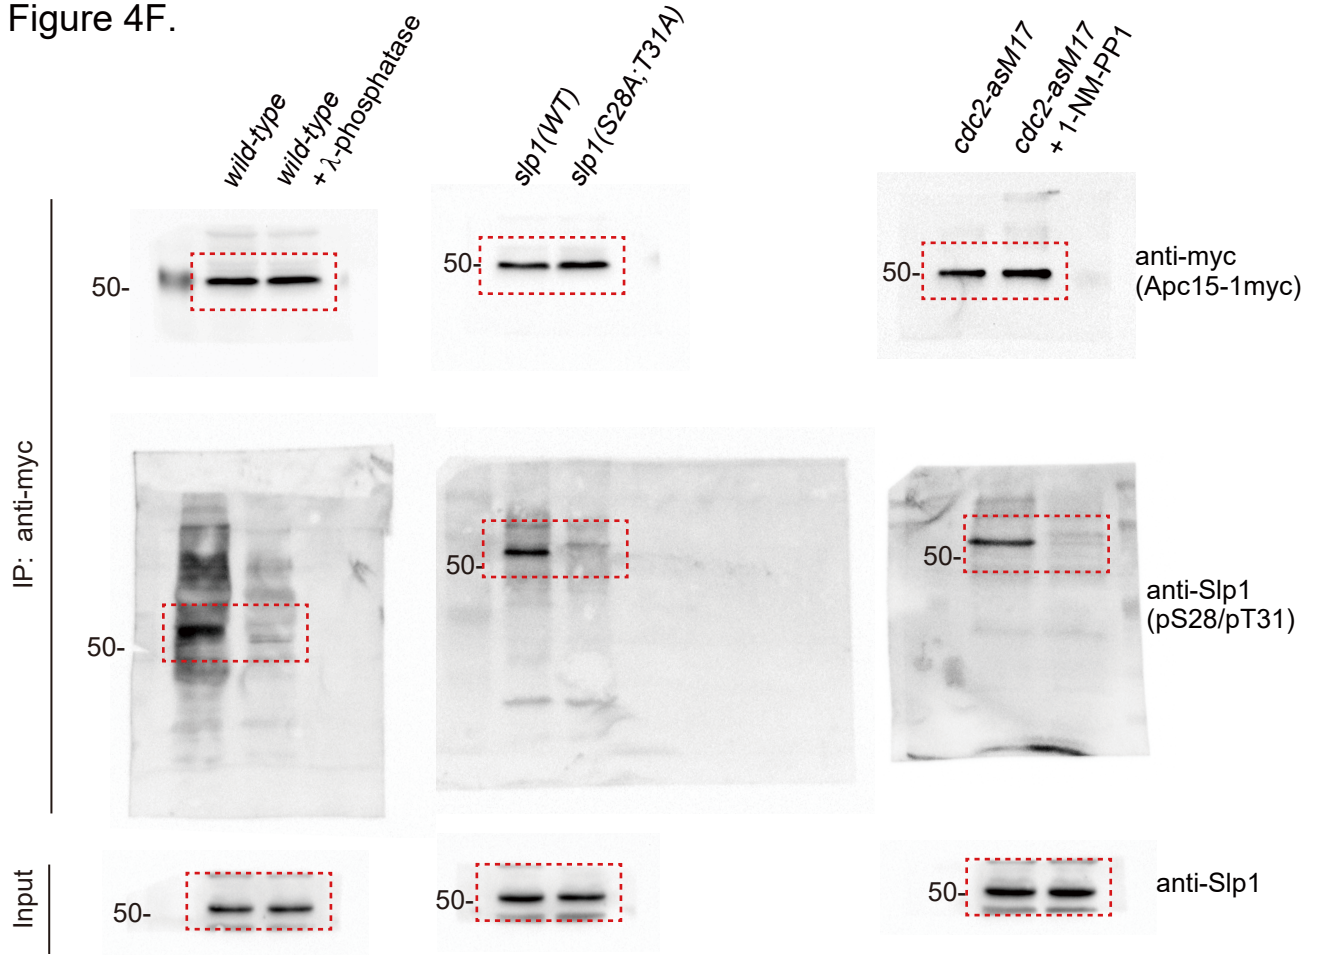 Figure 4F.
wild-type
wild-type
+ λ-phosphatase
slp1(WT)
slp1(S28A;T31A)
cdc2-asM17
cdc2-asM17
+ 1-NM-PP1
IP: anti-myc
50-
50-
50-
anti-myc
(Apc15-1myc)
50-
50-
50-
anti-Slp1
(pS28/pT31)
Input
50-
50-
50-
anti-Slp1